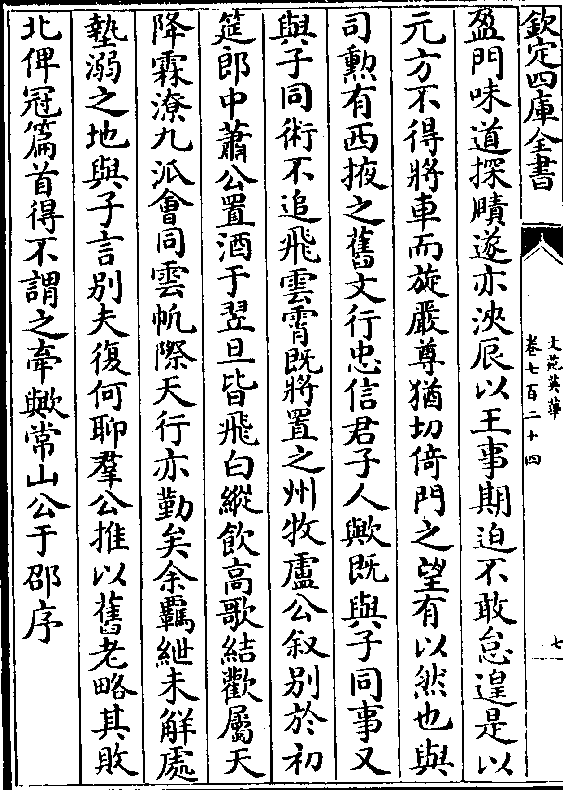 欽定四庫全書
文苑英華
卷七百二十四
七
盈門味道探賾遂亦浹辰以王事期迫不敢怠遑是以
元方不得將車而旋嚴尊猶切倚門之望有以然也與
司勲有西掖之舊文行忠信君子人歟既與子同事又
與子同術不追飛雲霄既將置之州牧盧公叙别於初
筵郎中蕭公置酒于翌旦皆飛白縱飲高歌結歡屬天
降霖潦九派會同雲帆際天行亦勤矣余羈紲未解處
墊溺之地與子言别夫復何聊羣公推以舊老略其敗
北俾冠篇首得不謂之牽歟常山公于邵序